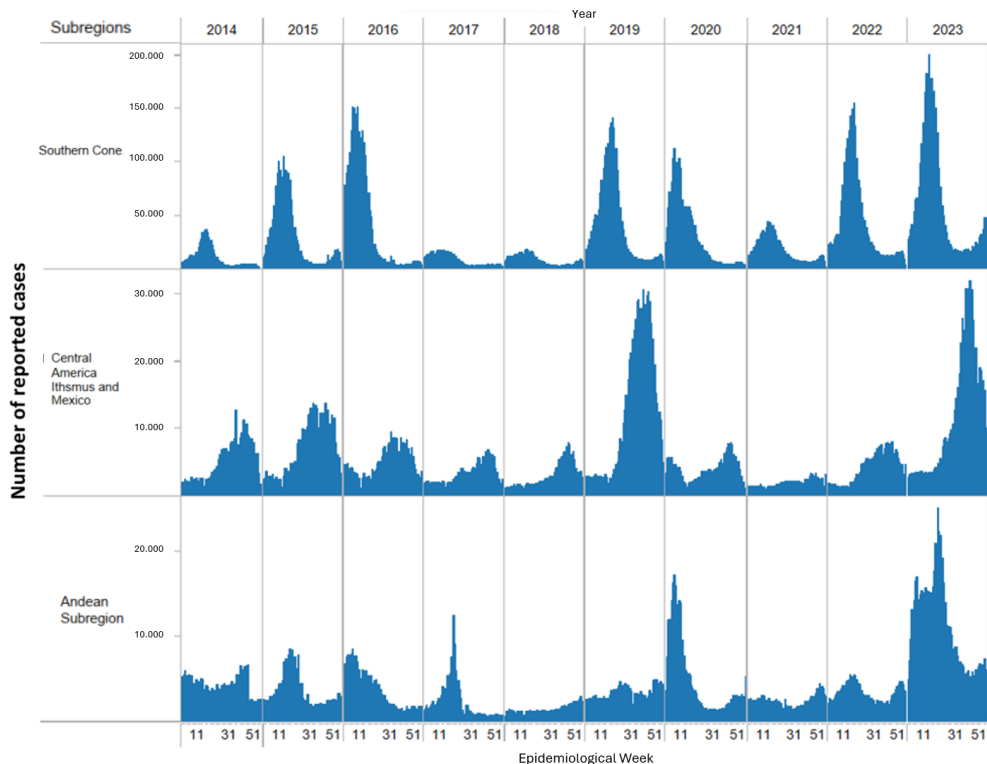 Year
Subregions 2014 2015 2016 2017 2018 2019 2020 2021 2022 2023
200.000
150.000
Southern Cone
100.000
50.000
Number of reported cases
30.000
Central
America
Ithsmus and
Mexico
20.000
10.000
20.000
Andean
Subregion
10.000
11 31 51 11 31 51 11 31 51 11 31 51 11 31 51 11 31 51 11 31 51 11 31 51 11 31 51 11 31 51
Epidemiological Week